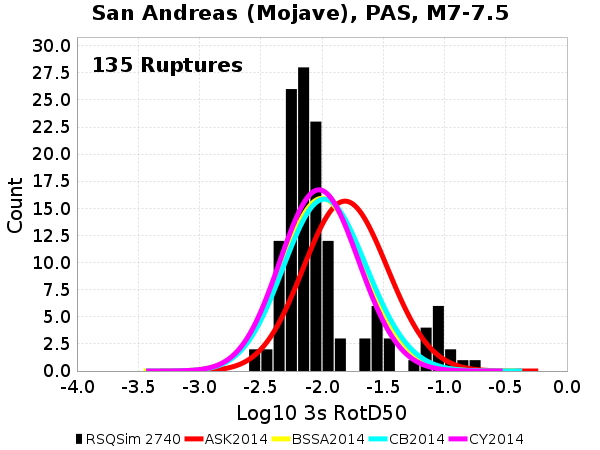 San Andreas (Mojave), PAS, M7-7.5
135 Ruptures
30.0
27.5
25.0
22.5
20.0
17.5
15.0
12.5
10.0
7.5
5.0
2.5
0.0
Count
-4.0 -3.5 -3.0 -2.5 -2.0 -1.5 -1.0 -0.5 0.0
Log10 3s RotD50
RSQSim 2740 ASK2014 BSSA2014 CB2014 CY2014